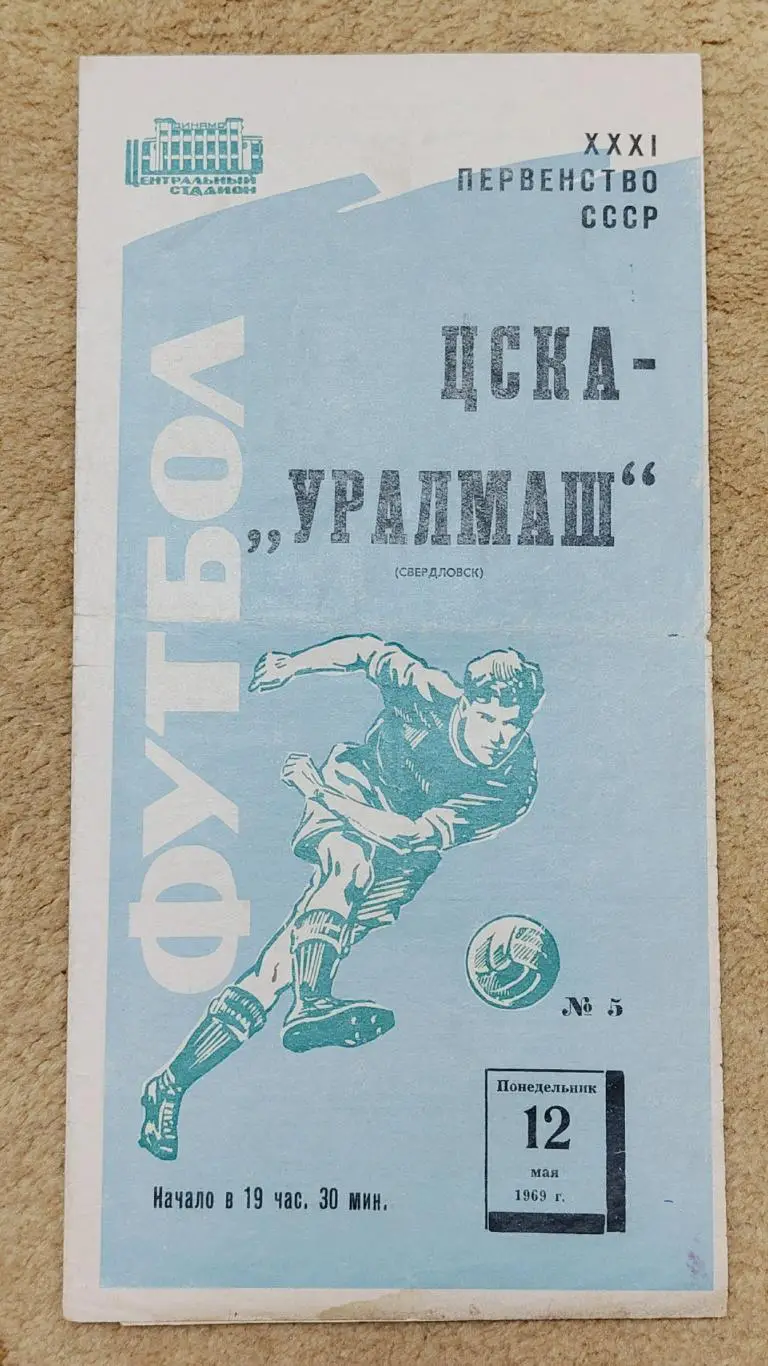 ДИНАМО
ЦЕНТРАЛЬНЫЙ
СТАДИОН
XXXI
ПЕРВЕНСТВО
СССР
ФУТБОЛ
ЦСКА-
„УРАЛМАШ“
(СВЕРДЛОВСК)
№ 5
Понедельник
12
мая
1969 г.
Начало в 19 час. 30 мин.